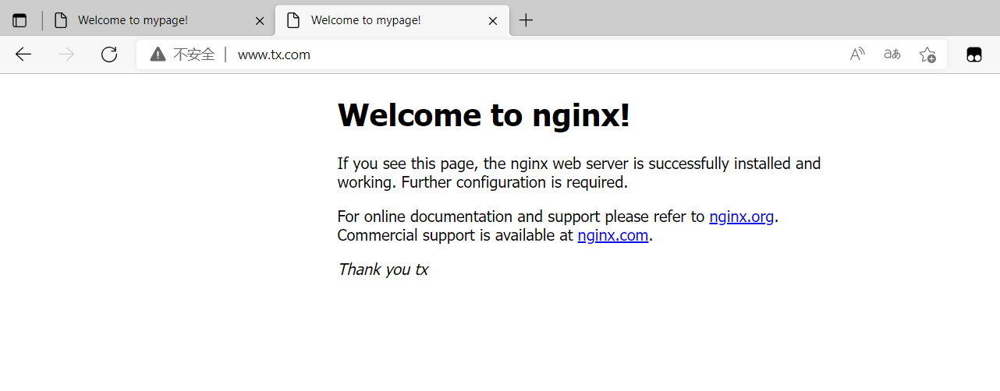 Welcome to mypage!
Welcome to mypage!
不安全 www.tx.com
Welcome to nginx!
If you see this page, the nginx web server is successfully installed and
working. Further configuration is required.
For online documentation and support please refer to nginx.org.
Commercial support is available at nginx.com.
Thank you tx